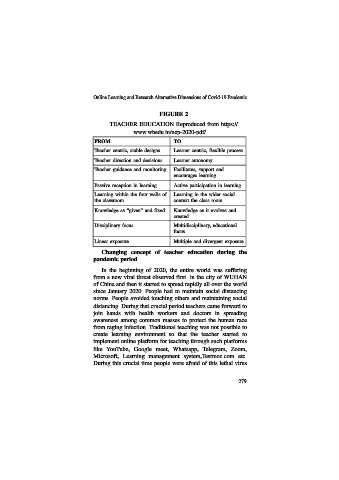 Online Learning and Research Alternative Dimensions of Covid-19 Pandemic
FIGURE 2
TEACHER EDUCATION Reproduced from https://
www.wbsdu.in/nep-2020-pdf/
FROM TO
Teacher centric, stable designs Learner centric, flexible process
Teacher direction and decisions Learner autonomy
Teacher guidance and monitoring Facilitates, support and
encourages learning
Passive reception in learning Active participation in learning
Learning within the four walls of Learning in the wider social
the classroom context the class room
Knowledge as "given" and fixed Knowledge as it evolves and
created
Disciplinary focus Multidisciplinary, educational
focus
Linear exposure Multiple and divergent exposure
Changing concept of teacher education during the
pandemic period
In the beginning of 2020, the entire world was suffering
from a new viral threat observed first in the city of WUHAN
of China and then it started to spread rapidly all over the world
since January 2020 People had to maintain social distancing
norms People avoided touching others and maintaining social
distancing During that crucial period teachers came forward to
join hands with health workers and doctors in spreading
awareness among common masses to protect the human race
from raging infection Traditional teaching was not possible to
create learning environment so that the teacher started to
implement online platform for teaching through such platforms
like YouTube, Google meet, Whatsapp, Telegram, Zoom,
Microsoft, Learning management system, etc
During this crucial time people were afraid of this lethal virus
279